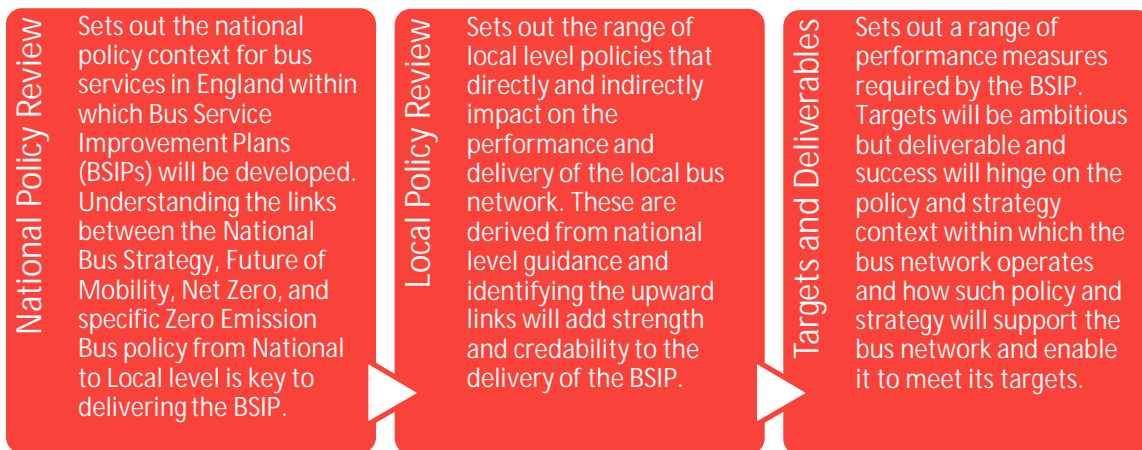 National Policy Review
Sets out the national
policy context for bus
services in England within
which Bus Service
Improvement Plans
(BSIPs) will be developed.
Understanding the links
between the National
Bus Strategy, Future of
Mobility, Net Zero, and
specific Zero Emission
Bus policy from National
to Local level is key to
delivering the BSIP.
Local Policy Review
Sets out the range of
local level policies that
directly and indirectly
impact on the
performance and
delivery of the local bus
network. These are
derived from national
level guidance and
identifying the upward
links will add strength
and credability to the
delivery of the BSIP.
Targets and Deliverables
Sets out a range of
performance measures
required by the BSIP.
Targets will be ambitious
but deliverable and
success will hinge on the
policy and strategy
context within which the
bus network operates
and how such policy and
strategy will support the
bus network and enable
it to meet its targets.